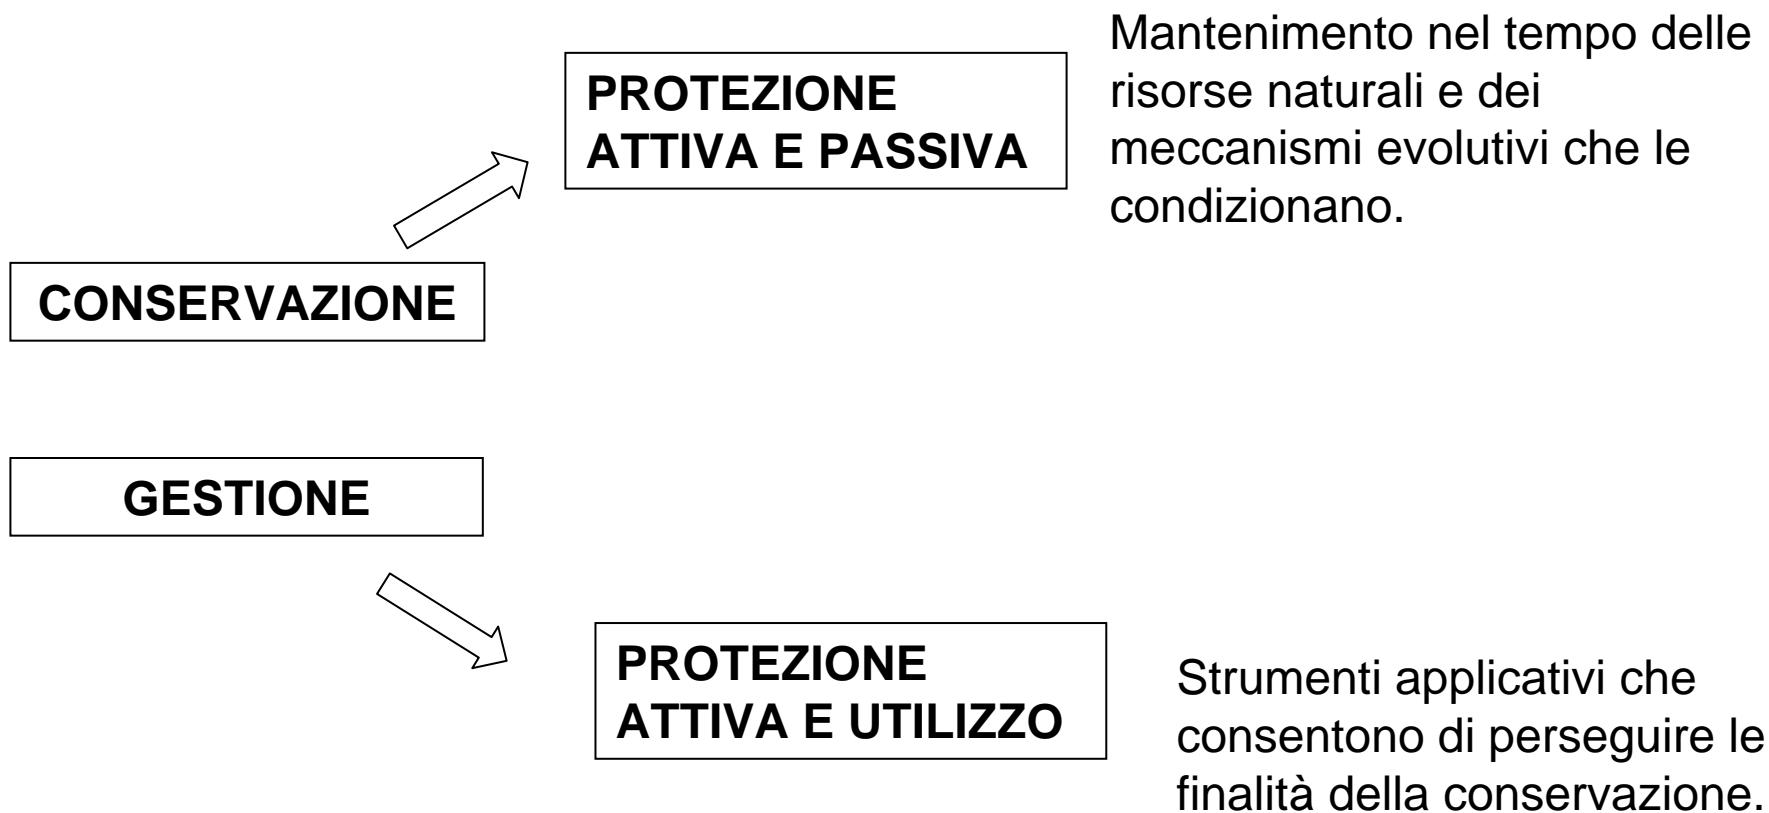 PROTEZIONE
ATTIVA E PASSIVA
Mantenimento nel tempo delle
risorse naturali e dei
meccanismi evolutivi che le
condizionano.
CONSERVAZIONE
GESTIONE
PROTEZIONE
ATTIVA E UTILIZZO
Strumenti applicativi che
consentono di perseguire le
finalità della conservazione.